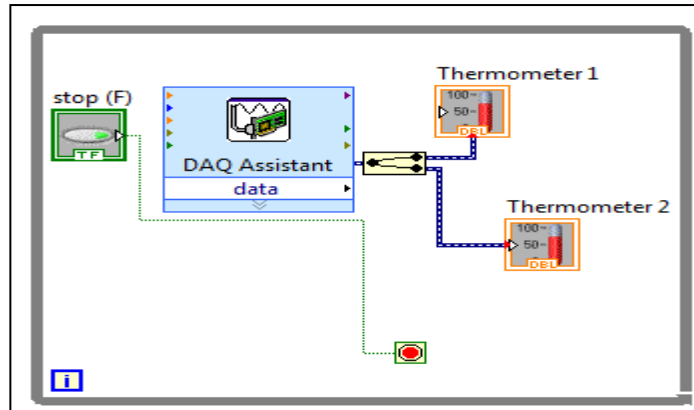 Thermometer 1
100
50
DBL
stop (F)
TF
DAQ Assistant
data
Thermometer 2
100
50
DBL
i